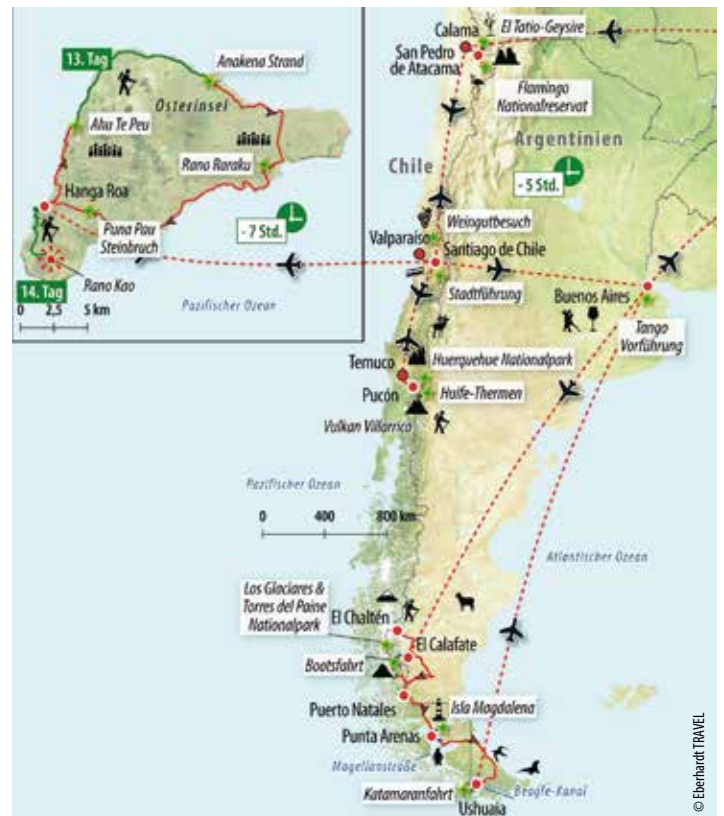 13. Tag
Anakena Strand
Osterinsel
Ahu Te Peu
Rano Raraku
Hanga Roa
Puna Pau
Steinbruch
- 7 Std.
Rano Kao
14. Tag
0 2,5 5 km
Pazifischer Ozean
Calama
El Tatio-Geysire
San Pedro
de Atacama
Flamingo
Nationalreservat
Argentinien
Chile
- 5 Std.
Weingutbesuch
Valparaíso
Santiago de Chile
Stadtführung
Buenos Aires
Tango
Vorführung
Temuco
Huerquehue Nationalpark
Pucón
Huife-Thermen
Vulkan Villarrica
Pazifischer Ozean
0 400 800 km
Atlantischer Ozean
Los Glaciares &
Torres del Paine
Nationalpark
El Chaltén
El Calafate
Bootsfahrt
Puerto Natales
Isla Magdalena
Punta Arenas
Magellanstraße
Katamaranfahrt
Beagle-Kanal
Ushuaia
© Eberhardt TRAVEL